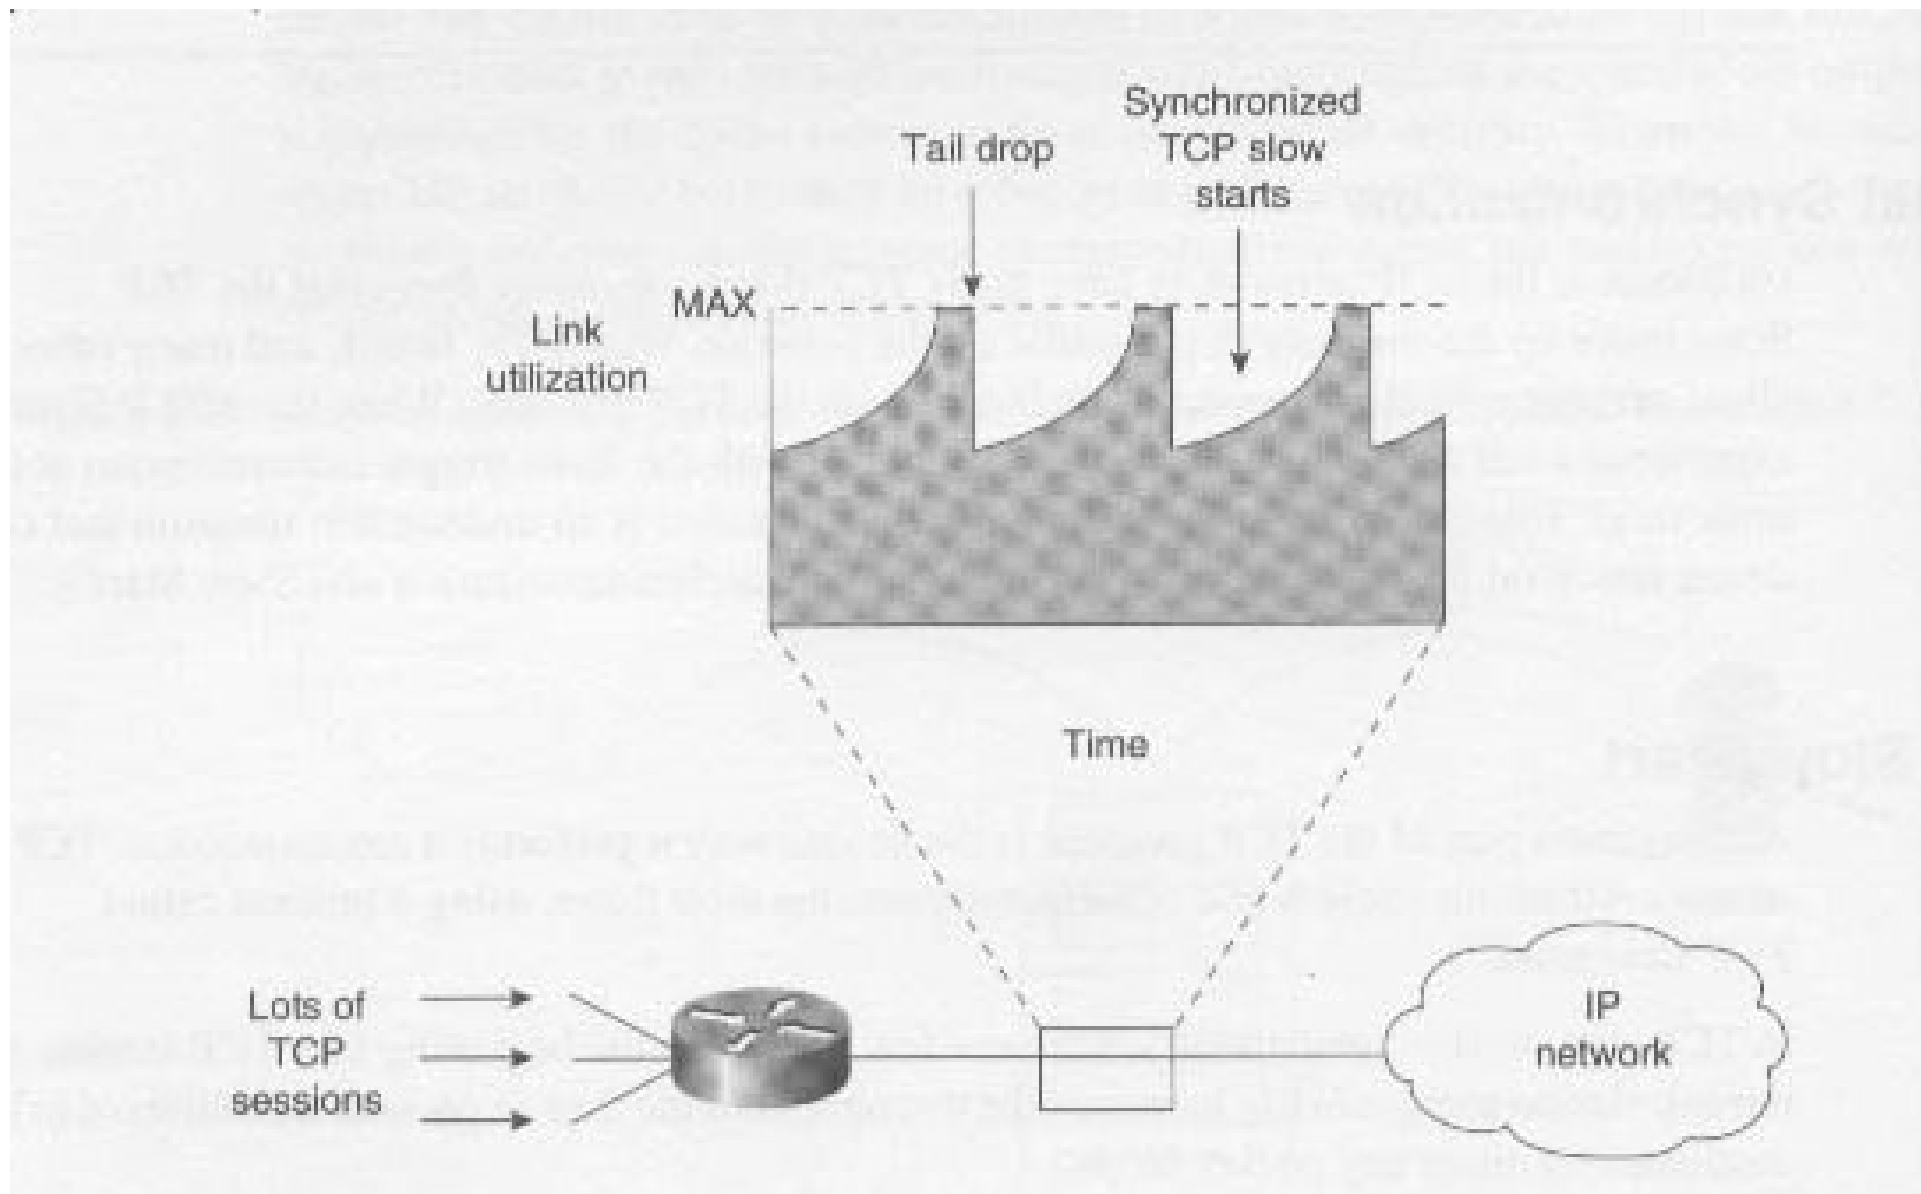 Synchronized
TCP slow
starts
Tail drop
MAX
Link
utilization
Time
Lots of
TCP
sessions
IP
network